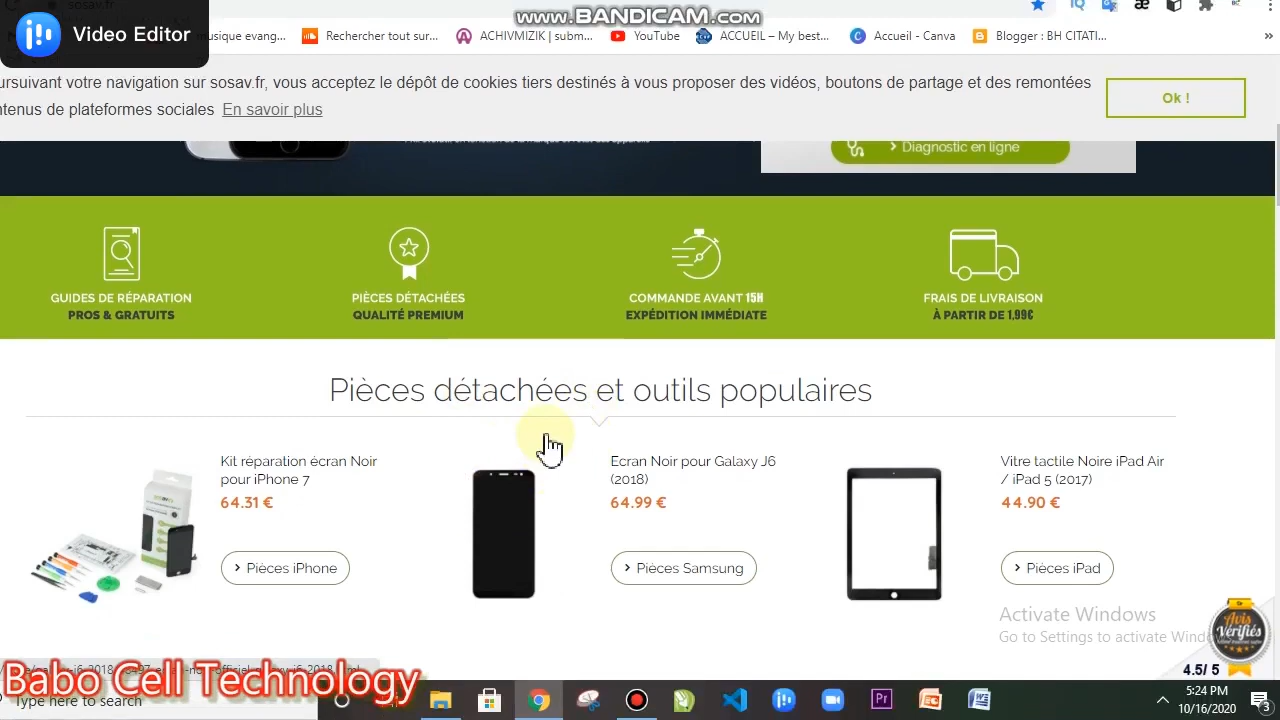 sosav.fr
www.BANDICAM.com
Video Editor
usique evang...
Rechercher tout sur...
ACHIVMIZIK | subm...
YouTube
ACCUEIL – My best...
Accueil - Canva
Blogger : BH CITATI...
»
ursuivant votre navigation sur sosav.fr, vous acceptez le dépôt de cookies tiers destinés à vous proposer des vidéos, boutons de partage et des remontées
ntenus de plateformes sociales En savoir plus
Ok !
Diagnostic en ligne
GUIDES DE RÉPARATION
PROS & GRATUITS
PIÈCES DÉTACHÉES
QUALITÉ PREMIUM
COMMANDE AVANT 15H
EXPÉDITION IMMÉDIATE
FRAIS DE LIVRAISON
À PARTIR DE 1,99€
Pièces détachées et outils populaires
Kit réparation écran Noir
pour iPhone 7
64.31 €
Pièces iPhone
Ecran Noir pour Galaxy J6
(2018)
64.99 €
Pièces Samsung
Vitre tactile Noire iPad Air
/ iPad 5 (2017)
44.90 €
Pièces iPad
Activate Windows
Go to Settings to activate Wind
Avis
Vérifiés
4.5/ 5
Babo Cell Technology
Type here to search
5:24 PM
10/16/2020
3